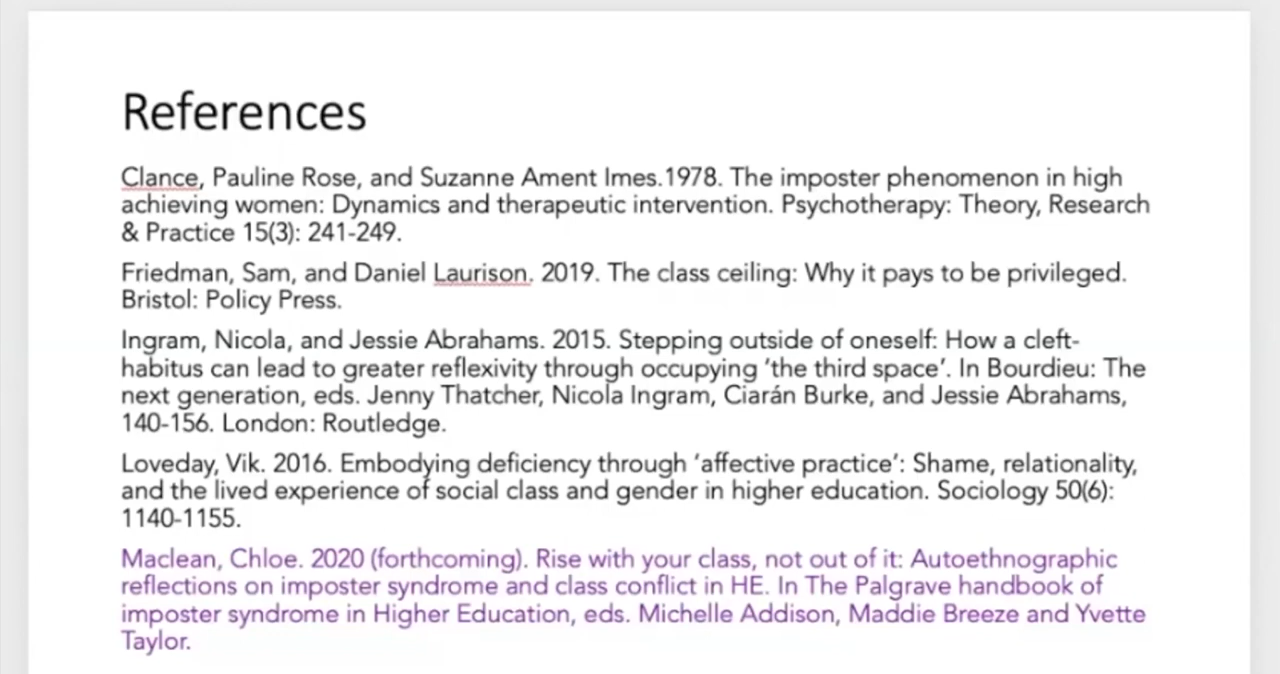 References
Clance, Pauline Rose, and Suzanne Ament Imes.1978. The imposter phenomenon in high
achieving women: Dynamics and therapeutic intervention. Psychotherapy: Theory, Research
& Practice 15(3): 241-249.
Friedman, Sam, and Daniel Laurison. 2019. The class ceiling: Why it pays to be privileged.
Bristol: Policy Press.
Ingram, Nicola, and Jessie Abrahams. 2015. Stepping outside of oneself: How a cleft-
habitus can lead to greater reflexivity through occupying ‘the third space’. In Bourdieu: The
next generation, eds. Jenny Thatcher, Nicola Ingram, Ciarán Burke, and Jessie Abrahams,
140-156. London: Routledge.
Loveday, Vik. 2016. Embodying deficiency through ‘affective practice’: Shame, relationality,
and the lived experience of social class and gender in higher education. Sociology 50(6):
1140-1155.
Maclean, Chloe. 2020 (forthcoming). Rise with your class, not out of it: Autoethnographic
reflections on imposter syndrome and class conflict in HE. In The Palgrave handbook of
imposter syndrome in Higher Education, eds. Michelle Addison, Maddie Breeze and Yvette
Taylor.